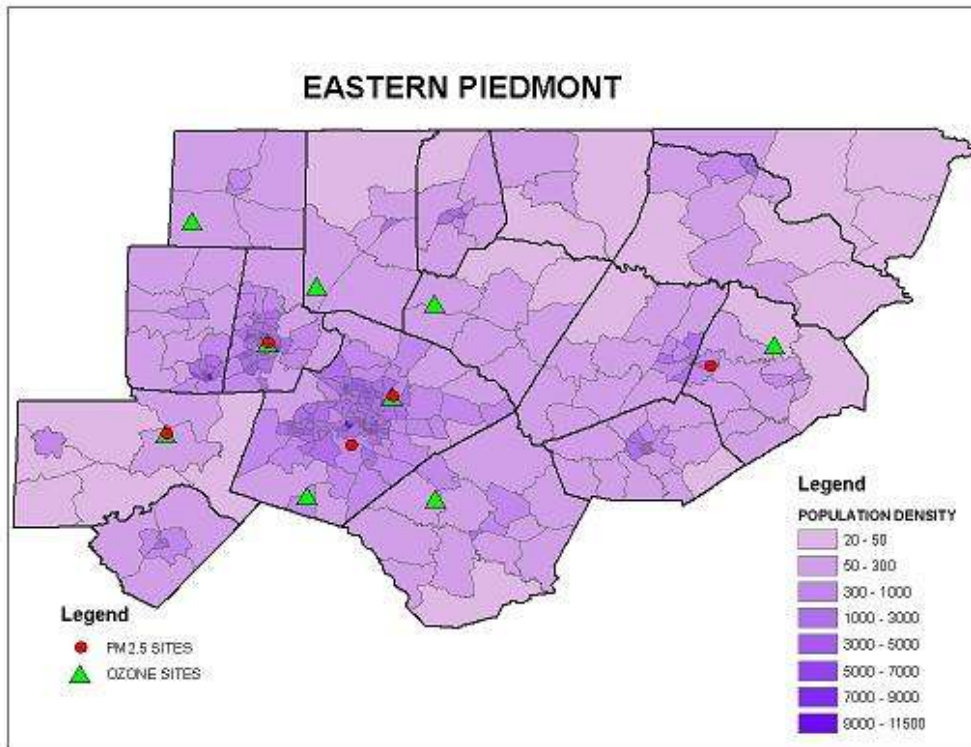 EASTERN PIEDMONT
Legend
POPULATION DENSITY
20 - 50
50 - 300
300 - 1000
1000 - 3000
3000 - 5000
5000 - 7000
7000 - 9000
9000 - 11500
Legend
PM 2.5 SITES
OZONE SITES